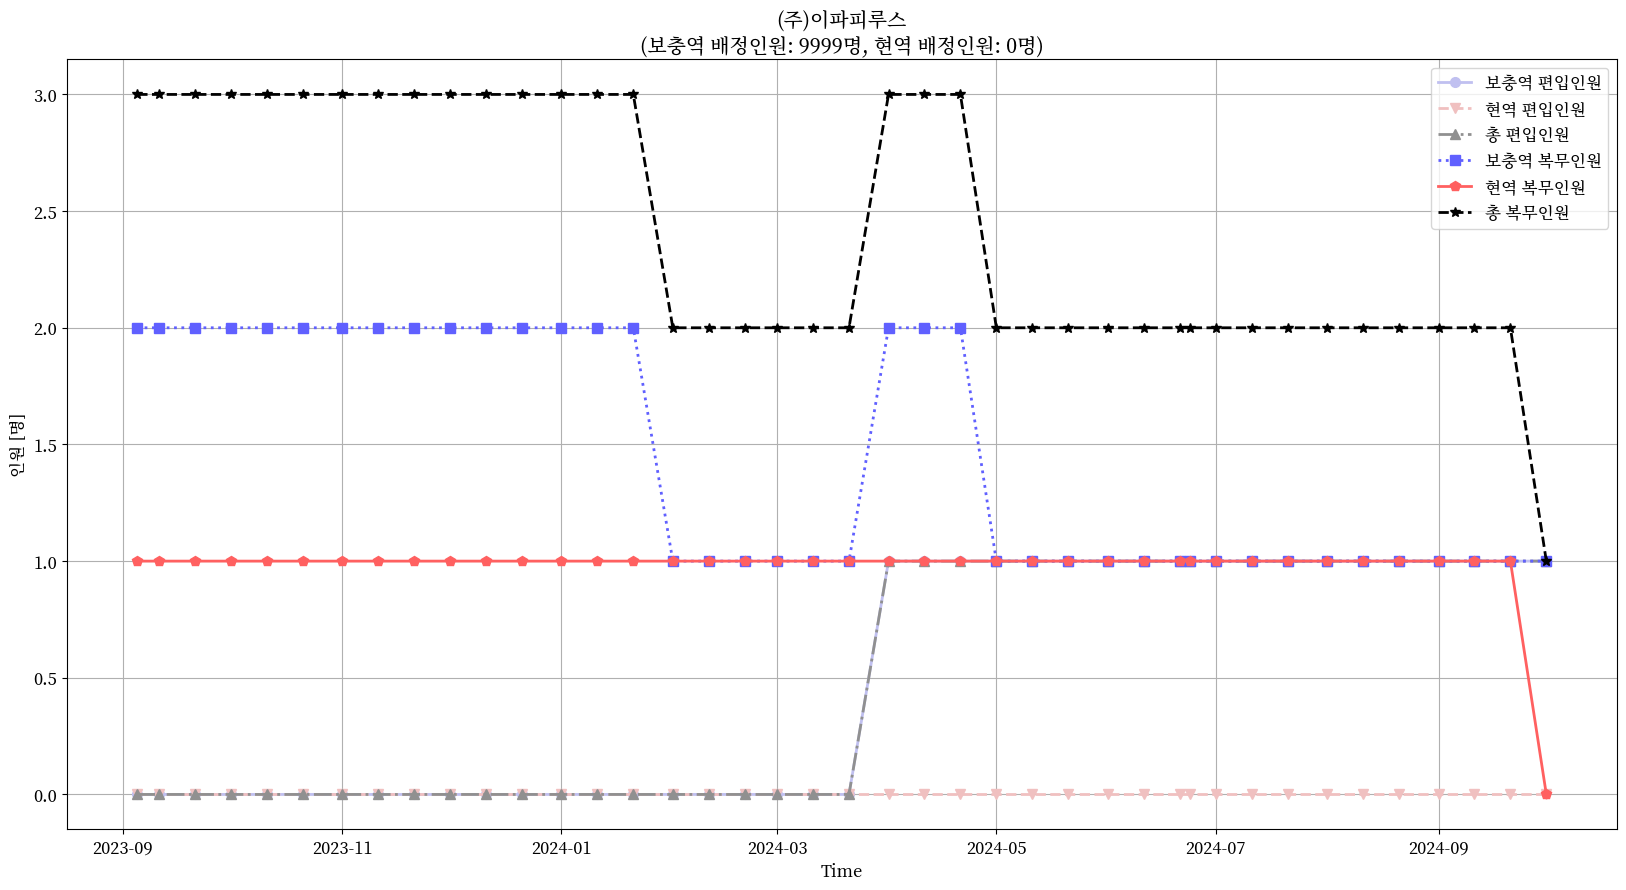 (주)이파피루스
(보충역 배정인원: 9999명, 현역 배정인원: 0명)
보충역 편입인원
현역 편입인원
총 편입인원
보충역 복무인원
현역 복무인원
총 복무인원
인원 [명]
3.0
2.5
2.0
1.5
1.0
0.5
0.0
2023-09 2023-11 2024-01 2024-03 2024-05 2024-07 2024-09
Time